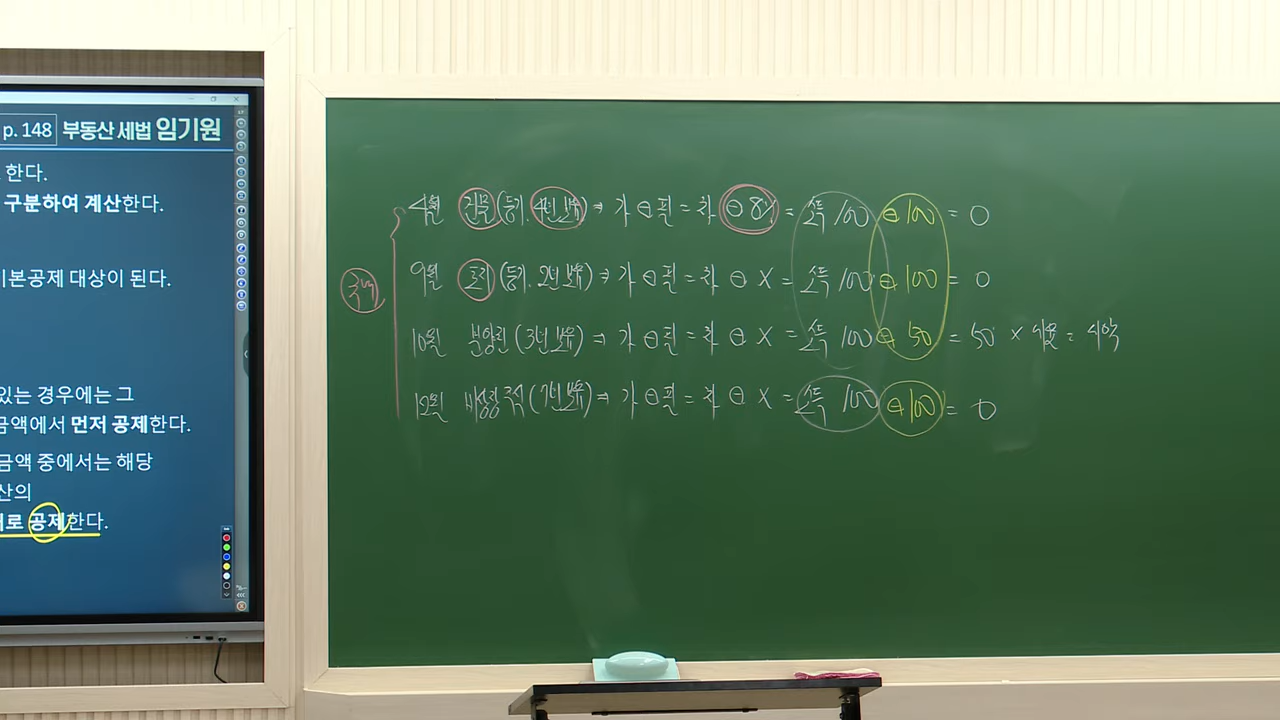 p. 148 부동산 세법 임기원
한다.
구분하여 계산한다.
기본공제 대상이 된다.
있는 경우에는 그
금액에서 먼저 공제한다.
금액 중에서는 해당
산의
로 공제한다.
4월 건물 (등기. 4년 보유) ⇒ 가 ⊖ 필 = 차 ⊖ 8% = 소득 100 ⊖ 100 = 0
9월 토지 (등기. 2년 보유) ⇒ 가 ⊖ 필 = 차 ⊖ X = 소득 100 ⊖ 100 = 0
10월 분양권 (3년 보유) ⇒ 가 ⊖ 필 = 차 ⊖ X = 소득 100 ⊖ 50 = 50 × 세율 = 세액
12월 비상장 주식 (7년 보유) ⇒ 가 ⊖ 필 = 차 ⊖ X = 소득 100 ⊖ 100 = 0